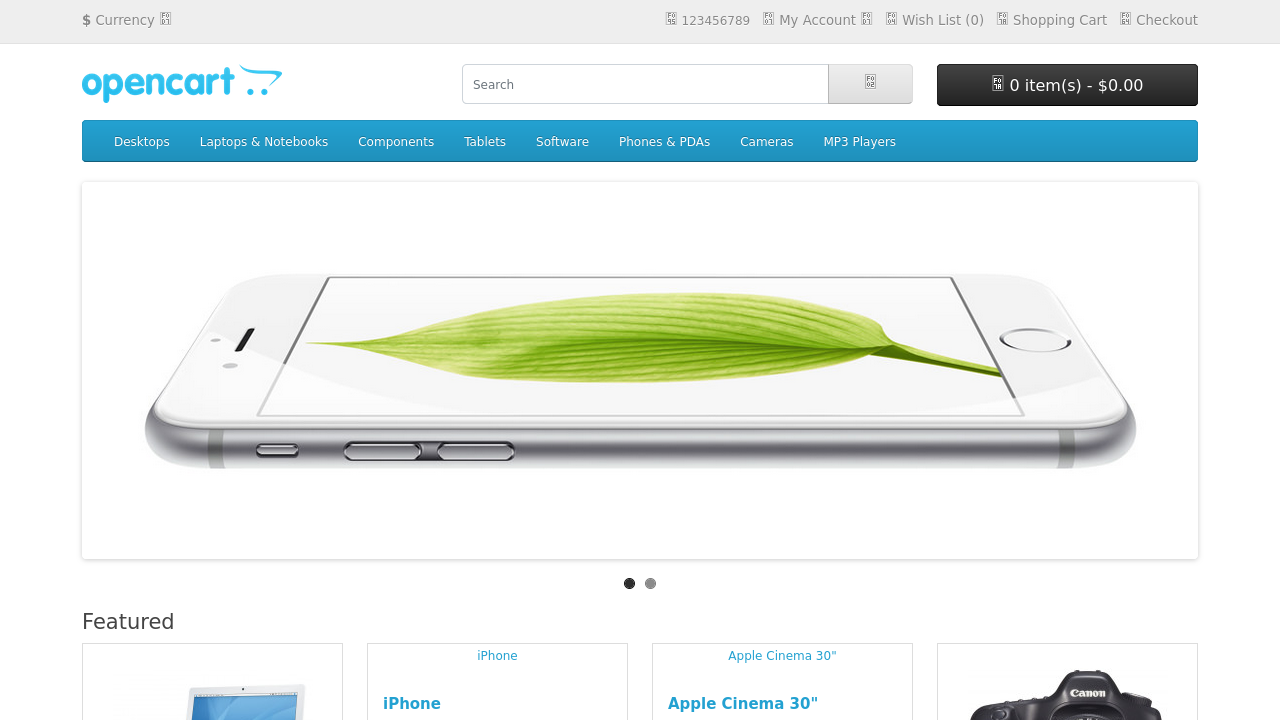 $ Currency
123456789 My Account Wish List (0) Shopping Cart Checkout
opencart
Search
0 item(s) - $0.00
Desktops Laptops & Notebooks Components Tablets Software Phones & PDAs Cameras MP3 Players
Featured
iPhone
Apple Cinema 30"
iPhone
Apple Cinema 30"
Canon